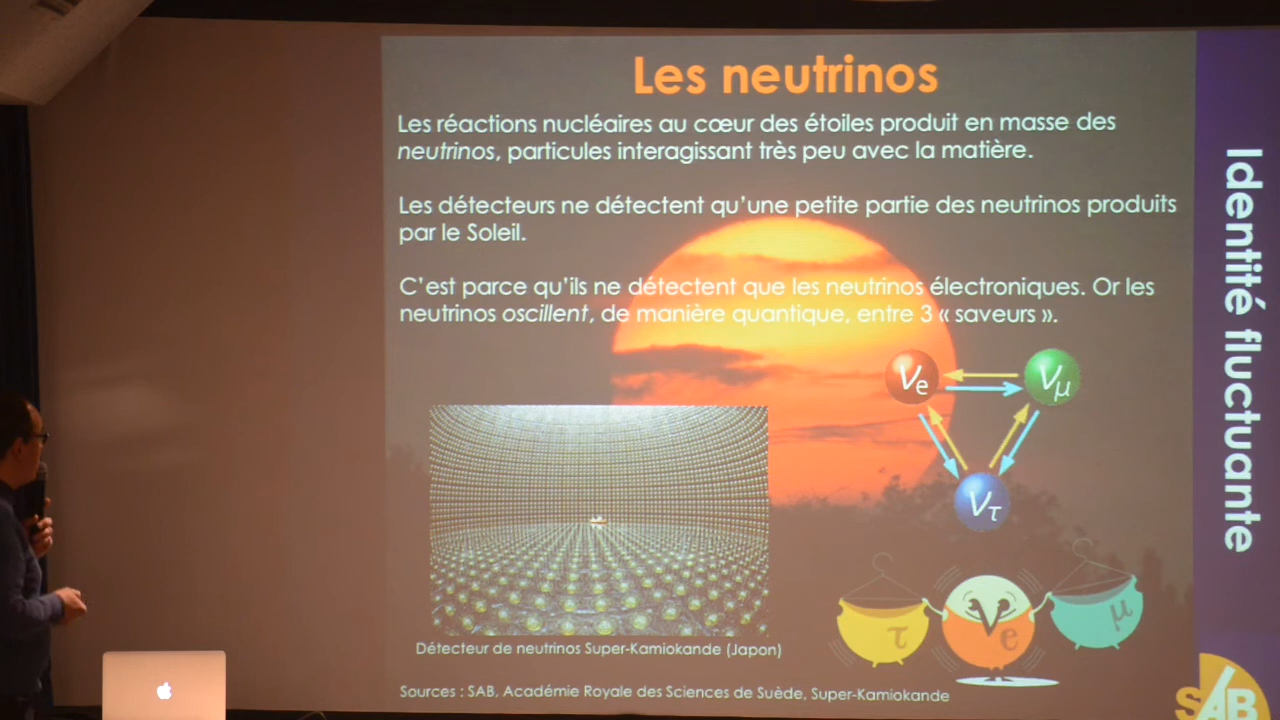 Les neutrinos
Les réactions nucléaires au cœur des étoiles produit en masse des
neutrinos, particules interagissant très peu avec la matière.
Les détecteurs ne détectent qu'une petite partie des neutrinos produits
par le Soleil.
C'est parce qu'ils ne détectent que les neutrinos électroniques. Or les
neutrinos oscillent, de manière quantique, entre 3 « saveurs ».
νe
νμ
ντ
τ
νe
μ
Détecteur de neutrinos Super-Kamiokande (Japon)
Sources : SAB, Académie Royale des Sciences de Suède, Super-Kamiokande
Identité fluctuante
SAB